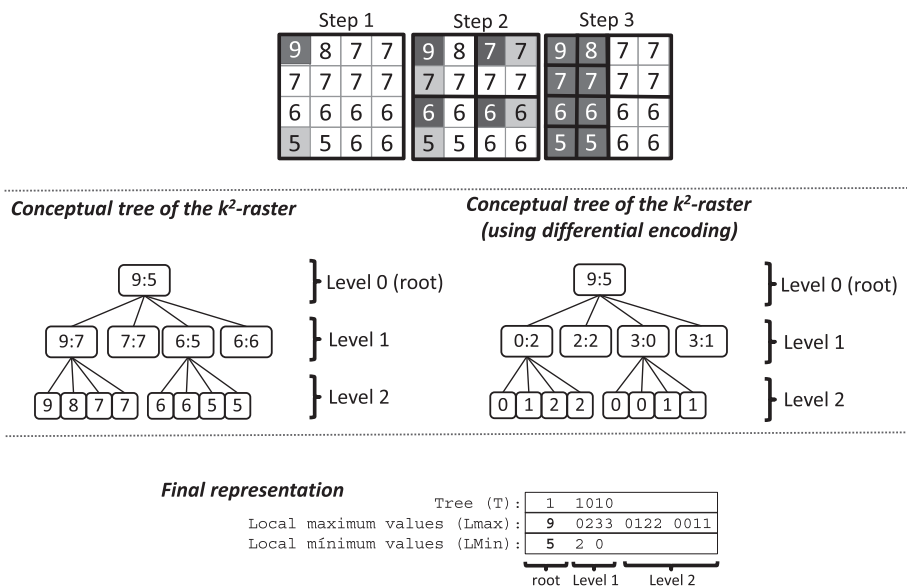 Step 1 Step 2 Step 3
9 8 7 7 9 8 7 7 9 8 7 7
7 7 7 7 7 7 7 7 7 7 7 7
6 6 6 6 6 6 6 6 6 6 6 6
5 5 6 6 5 5 6 6 5 5 6 6
Conceptual tree of the k²-raster
9:5 Level 0 (root)
9:7 7:7 6:5 6:6 Level 1
9 8 7 7 6 6 5 5 Level 2
Conceptual tree of the k²-raster
(using differential encoding)
9:5 Level 0 (root)
0:2 2:2 3:0 3:1 Level 1
0 1 2 2 0 0 1 1 Level 2
Final representation
Tree (T): 1 1010
Local maximum values (Lmax): 9 0233 0122 0011
Local mínimum values (LMin): 5 2 0
root Level 1 Level 2